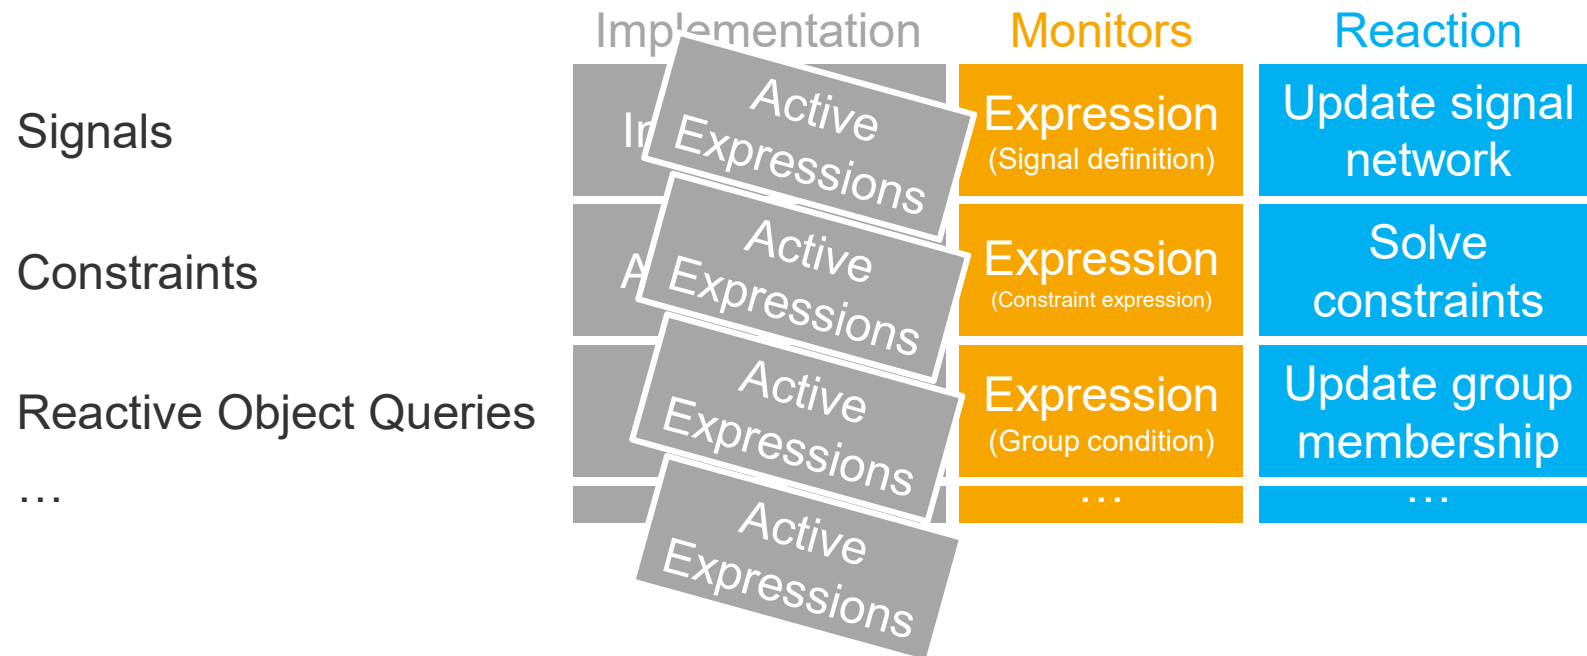 Implementation Monitors Reaction
Signals
Active
Expressions
Expression
(Signal definition)
Update signal
network
Constraints
Active
Expressions
Expression
(Constraint expression)
Solve
constraints
Reactive Object Queries
Active
Expressions
Expression
(Group condition)
Update group
membership
…
Active
Expressions
…
…